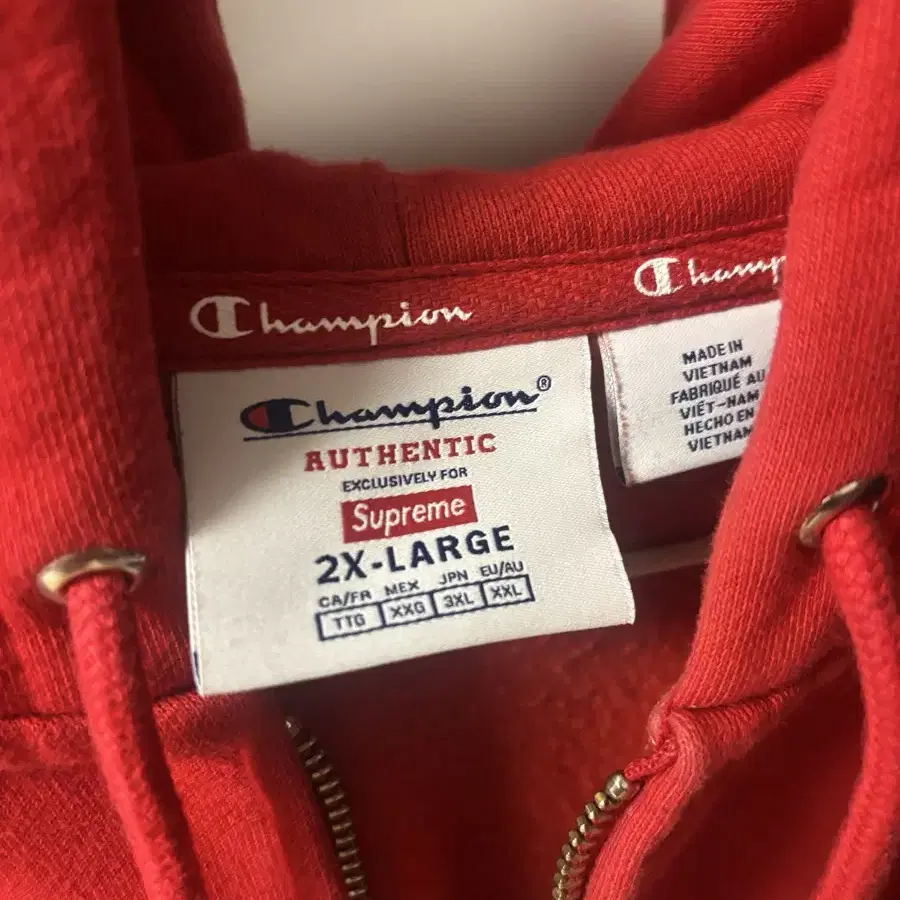 Champion
Champion
Champion®
AUTHENTIC
EXCLUSIVELY FOR
Supreme
2X-LARGE
CA/FR MEX JPN EU/AU
TTG XXG 3XL XXL
MADE IN
VIETNAM
FABRIQUÉ AU
VIÊT-NAM
HECHO EN
VIETNAM